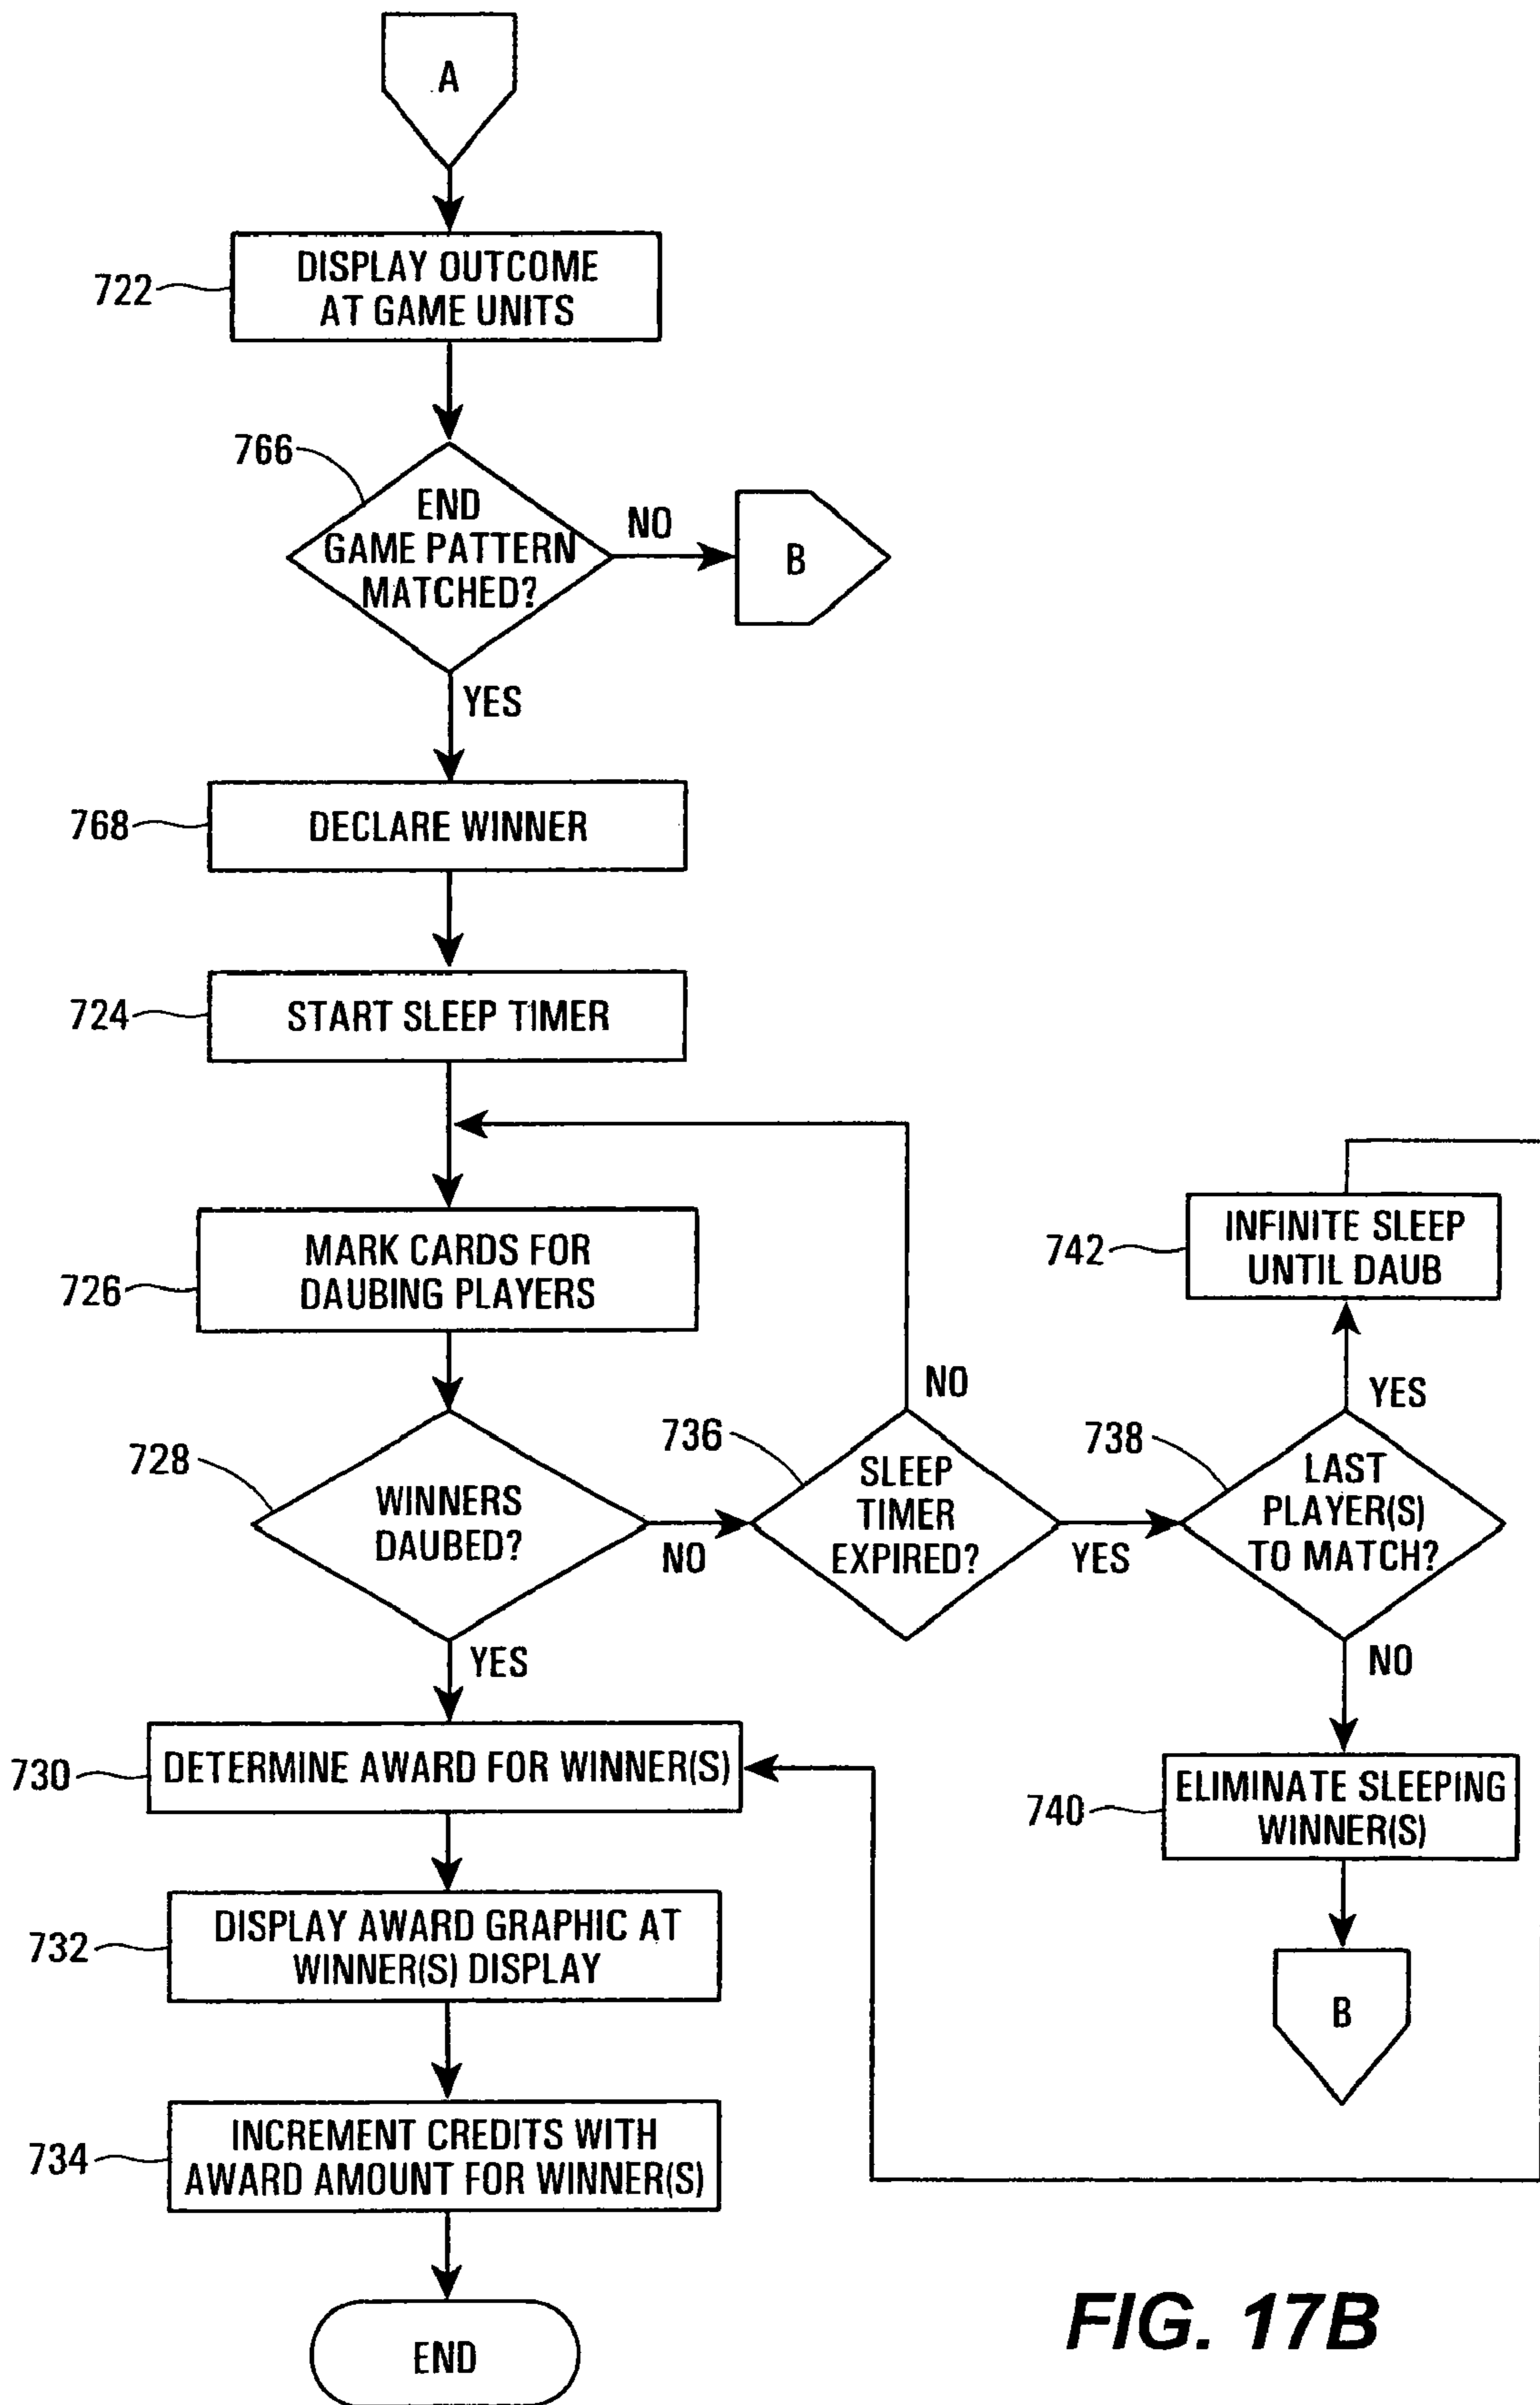 A
722
DISPLAY OUTCOME
AT GAME UNITS
766
END
GAME PATTERN
MATCHED?
NO
B
YES
768
DECLARE WINNER
724
START SLEEP TIMER
726
MARK CARDS FOR
DAUBING PLAYERS
742
INFINITE SLEEP
UNTIL DAUB
728
WINNERS
DAUBED?
NO
YES
736
SLEEP
TIMER
EXPIRED?
NO
YES
738
LAST
PLAYER(S)
TO MATCH?
YES
NO
730
DETERMINE AWARD FOR WINNER(S)
740
ELIMINATE SLEEPING
WINNER(S)
B
732
DISPLAY AWARD GRAPHIC AT
WINNER(S) DISPLAY
734
INCREMENT CREDITS WITH
AWARD AMOUNT FOR WINNER(S)
END
FIG. 17B